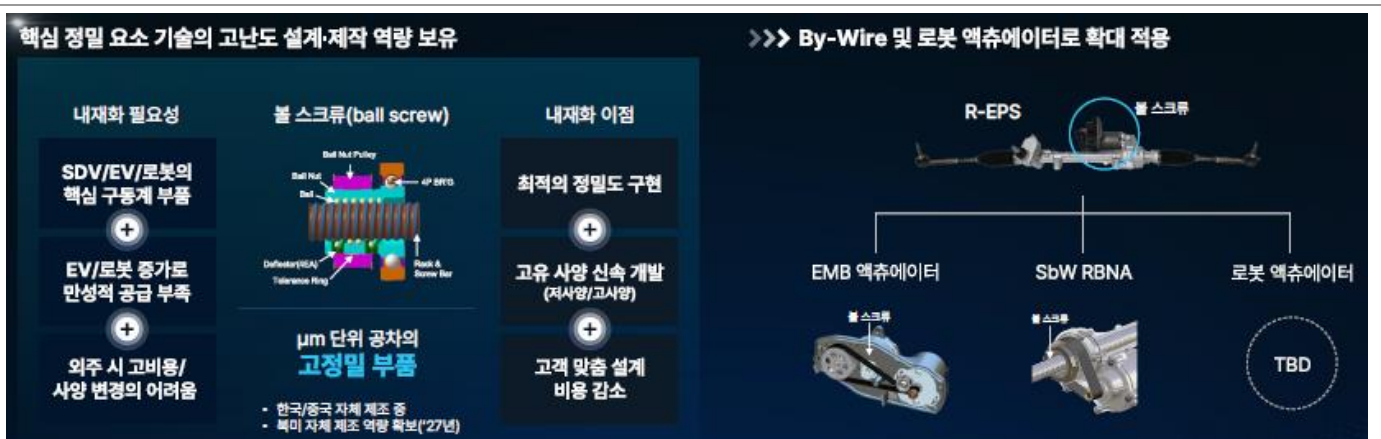 핵심 정밀 요소 기술의 고난도 설계·제작 역량 보유
내재화 필요성
SDV/EV/로봇의
핵심 구동계 부품
+
EV/로봇 증가로
만성적 공급 부족
+
외주 시 고비용/
사양 변경의 어려움
볼 스크류(ball screw)
Ball Nut Pulley
Ball Nut
Ball
4P BR'G
Deflector(4EA)
Tolerance Ring
Rack &
Screw Bar
μm 단위 공차의
고정밀 부품
- 한국/중국 자체 제조 중
- 북미 자체 제조 역량 확보('27년)
내재화 이점
최적의 정밀도 구현
+
고유 사양 신속 개발
(저사양/고사양)
+
고객 맞춤 설계
비용 감소
>>> By-Wire 및 로봇 액츄에이터로 확대 적용
R-EPS
볼 스크류
EMB 액츄에이터
볼 스크류
SbW RBNA
볼 스크류
로봇 액츄에이터
TBD